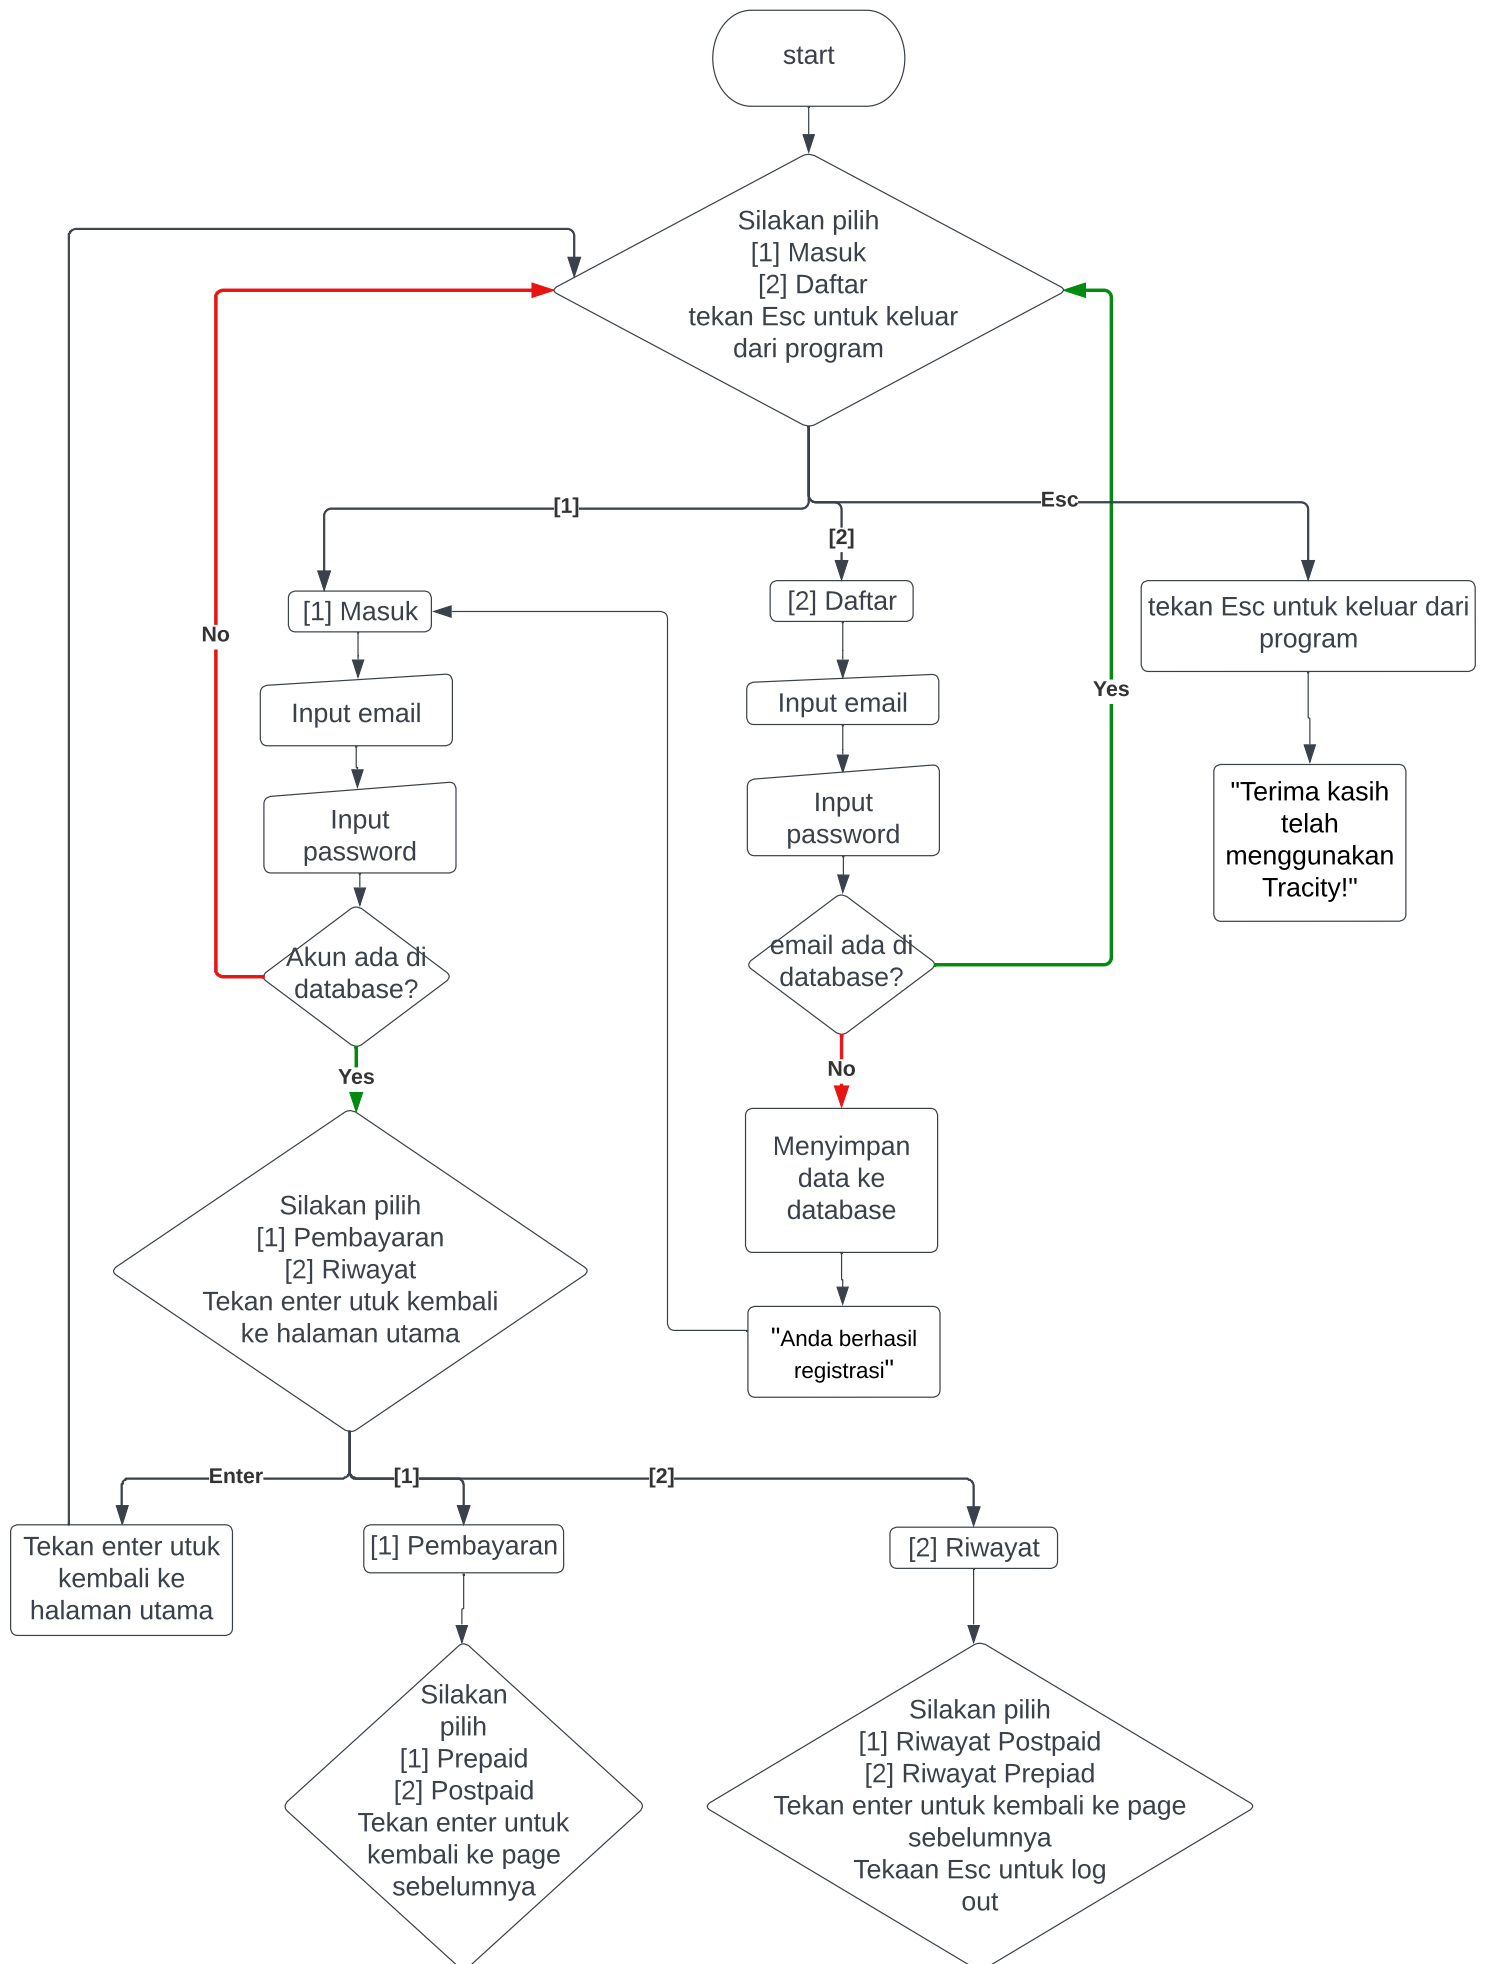 start
Silakan pilih
[1] Masuk
[2] Daftar
tekan Esc untuk keluar
dari program
[1]
[2]
Esc
No
Yes
[1] Masuk
Input email
Input
password
Akun ada di
database?
Yes
[2] Daftar
Input email
Input
password
email ada di
database?
No
Menyimpan
data ke
database
"Anda berhasil
registrasi"
tekan Esc untuk keluar dari
program
"Terima kasih
telah
menggunakan
Tracity!"
Silakan pilih
[1] Pembayaran
[2] Riwayat
Tekan enter utuk kembali
ke halaman utama
Enter
[1]
[2]
Tekan enter utuk
kembali ke
halaman utama
[1] Pembayaran
[2] Riwayat
Silakan
pilih
[1] Prepaid
[2] Postpaid
Tekan enter untuk
kembali ke page
sebelumnya
Silakan pilih
[1] Riwayat Postpaid
[2] Riwayat Prepiad
Tekan enter untuk kembali ke page
sebelumnya
Tekaan Esc untuk log
out